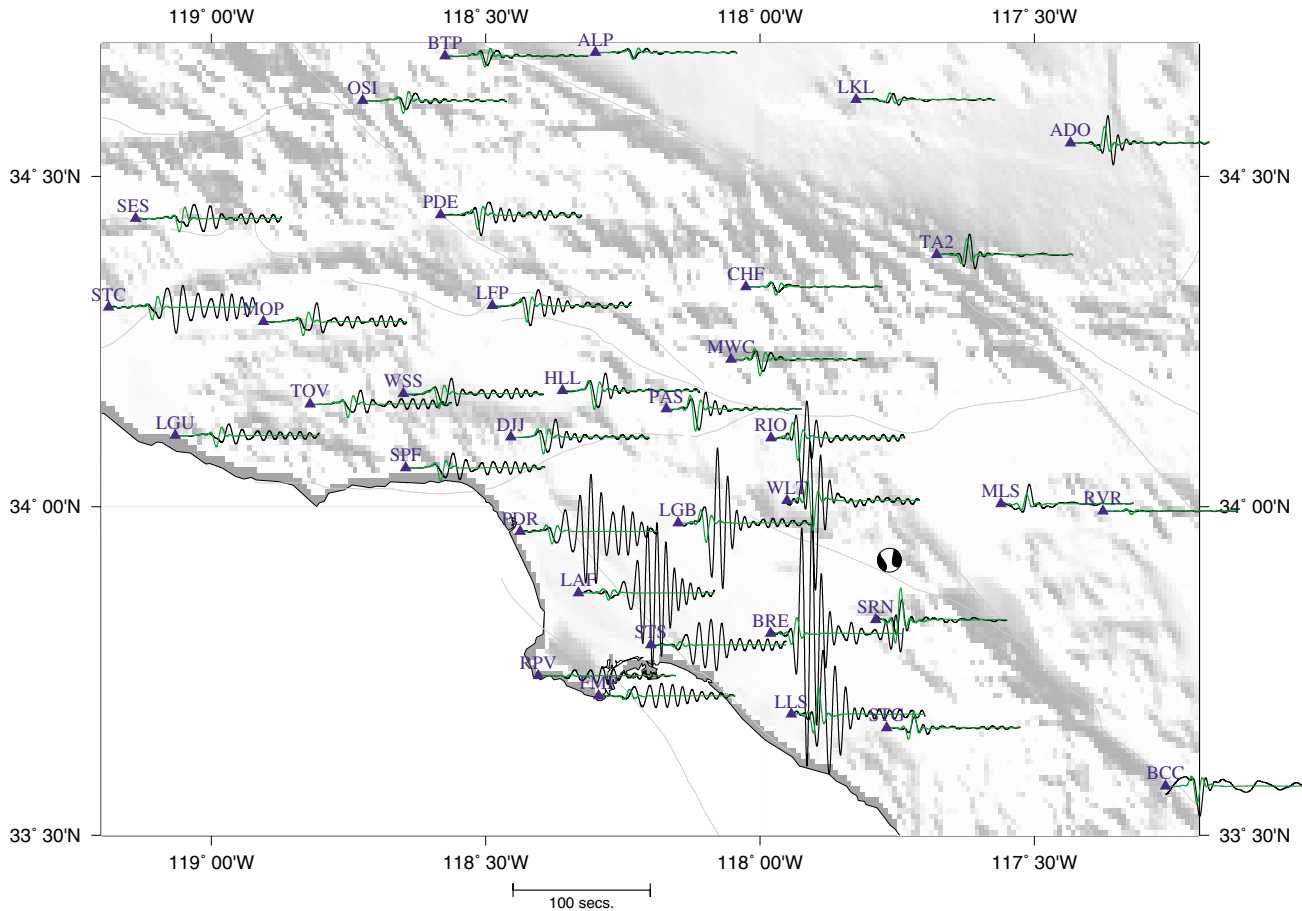 119˚ 00'W
118˚ 30'W
118˚ 00'W
117˚ 30'W
BTP
ALP
OSI
LKL
ADO
34˚ 30'N
34˚ 30'N
SES
PDE
TA2
CHF
STC
MOP
LFP
MWC
TOV
WSS
HLL
PAS
LGU
DJJ
RIO
SPF
34˚ 00'N
34˚ 00'N
PDR
LGB
WLT
MLS
RVR
LAF
STS
BRE
SRN
RPV
LLS
STG
BCC
33˚ 30'N
33˚ 30'N
119˚ 00'W
118˚ 30'W
118˚ 00'W
117˚ 30'W
100 secs.